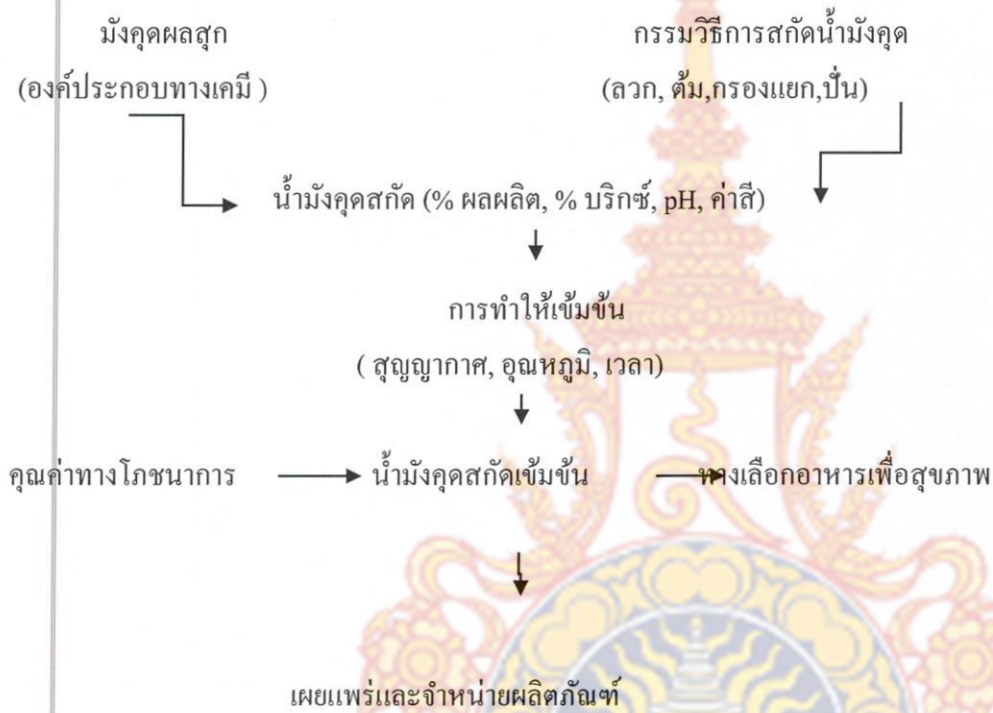 มังคุดผลสุก
(องค์ประกอบทางเคมี )
กรรมวิธีการสกัดน้ำมังคุด
(ลวก, ต้ม,กรองแยก,ปั่น)
น้ำมังคุดสกัด (% ผลผลิต, % บริกซ์, pH, ค่าสี)
การทำให้เข้มข้น
( สุญญากาศ, อุณหภูมิ, เวลา)
คุณค่าทางโภชนาการ
น้ำมังคุดสกัดเข้มข้น
ทางเลือกอาหารเพื่อสุขภาพ
เผยแพร่และจำหน่ายผลิตภัณฑ์